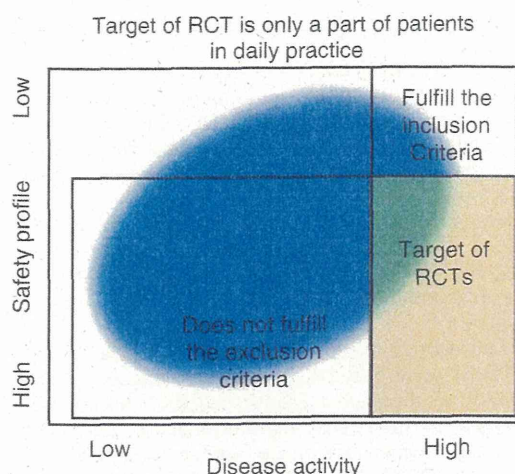 Target of RCT is only a part of patients
in daily practice
Low
Safety profile
High
Fulfill the
inclusion
Criteria
Target of
RCTs
Does not fulfill
the exclusion
criteria
Low
High
Disease activity